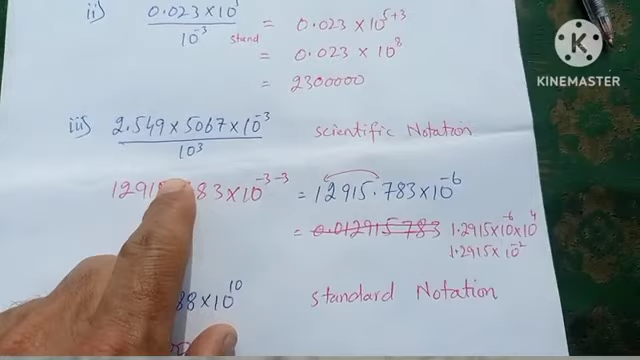 ii) 0.023 × 10⁵ / 10⁻³ = 0.023 × 10⁵⁺³
stand = 0.023 × 10⁸
= 2300000
KINEMASTER
iii) 2.549 × 5067 × 10⁻³ / 10³ scientific Notation
12915 83 × 10⁻³⁻³ = 12915.783 × 10⁻⁶
= 0.012915783 1.2915 × 10⁻⁶ × 10⁴
1.2915 × 10⁻²
88 × 10¹⁰ standard Notation